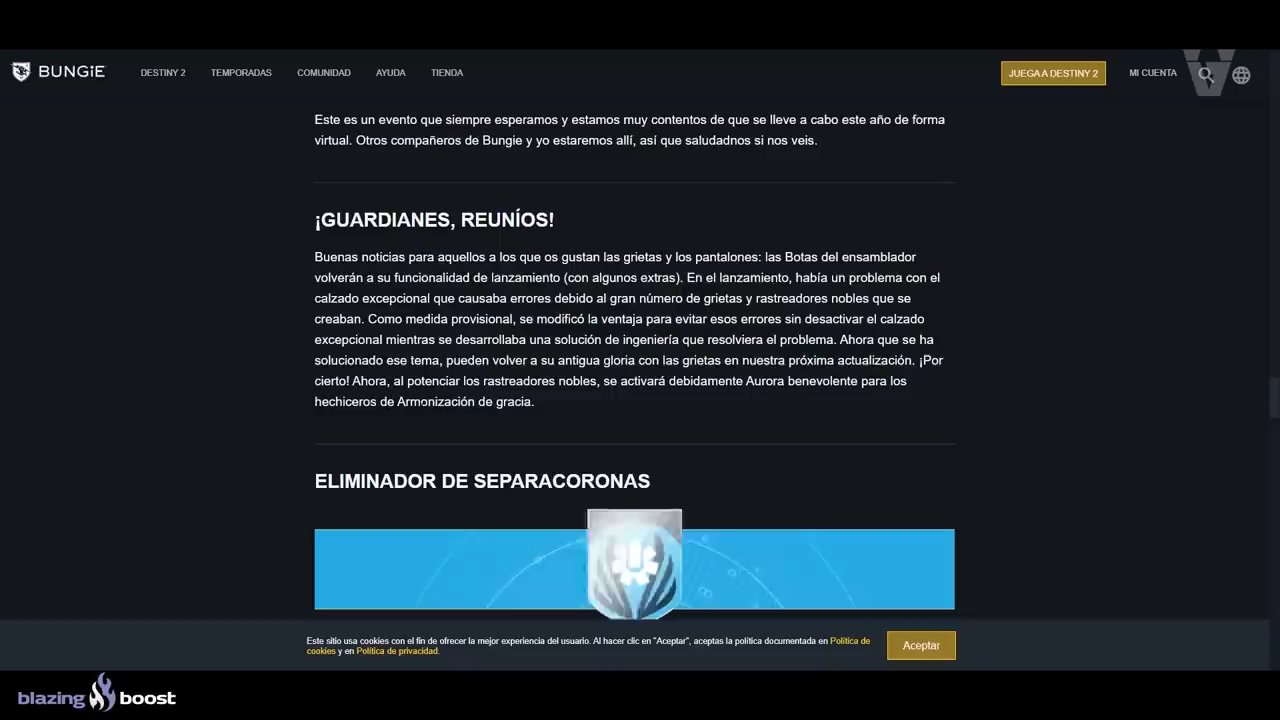 BUNGiE DESTINY 2 TEMPORADAS COMUNIDAD AYUDA TIENDA JUEGA A DESTINY 2 MI CUENTA
Este es un evento que siempre esperamos y estamos muy contentos de que se lleve a cabo este año de forma
virtual. Otros compañeros de Bungie y yo estaremos allí, así que saludadnos si nos veis.
¡GUARDIANES, REUNÍOS!
Buenas noticias para aquellos a los que os gustan las grietas y los pantalones: las Botas del ensamblador
volverán a su funcionalidad de lanzamiento (con algunos extras). En el lanzamiento, había un problema con el
calzado excepcional que causaba errores debido al gran número de grietas y rastreadores nobles que se
creaban. Como medida provisional, se modificó la ventaja para evitar esos errores sin desactivar el calzado
excepcional mientras se desarrollaba una solución de ingeniería que resolviera el problema. Ahora que se ha
solucionado ese tema, pueden volver a su antigua gloria con las grietas en nuestra próxima actualización. ¡Por
cierto! Ahora, al potenciar los rastreadores nobles, se activará debidamente Aurora benevolente para los
hechiceros de Armonización de gracia.
ELIMINADOR DE SEPARACORONAS
Este sitio usa cookies con el fin de ofrecer la mejor experiencia del usuario. Al hacer clic en "Aceptar", aceptas la política documentada en Política de
cookies y en Política de privacidad.
Aceptar
blazing boost